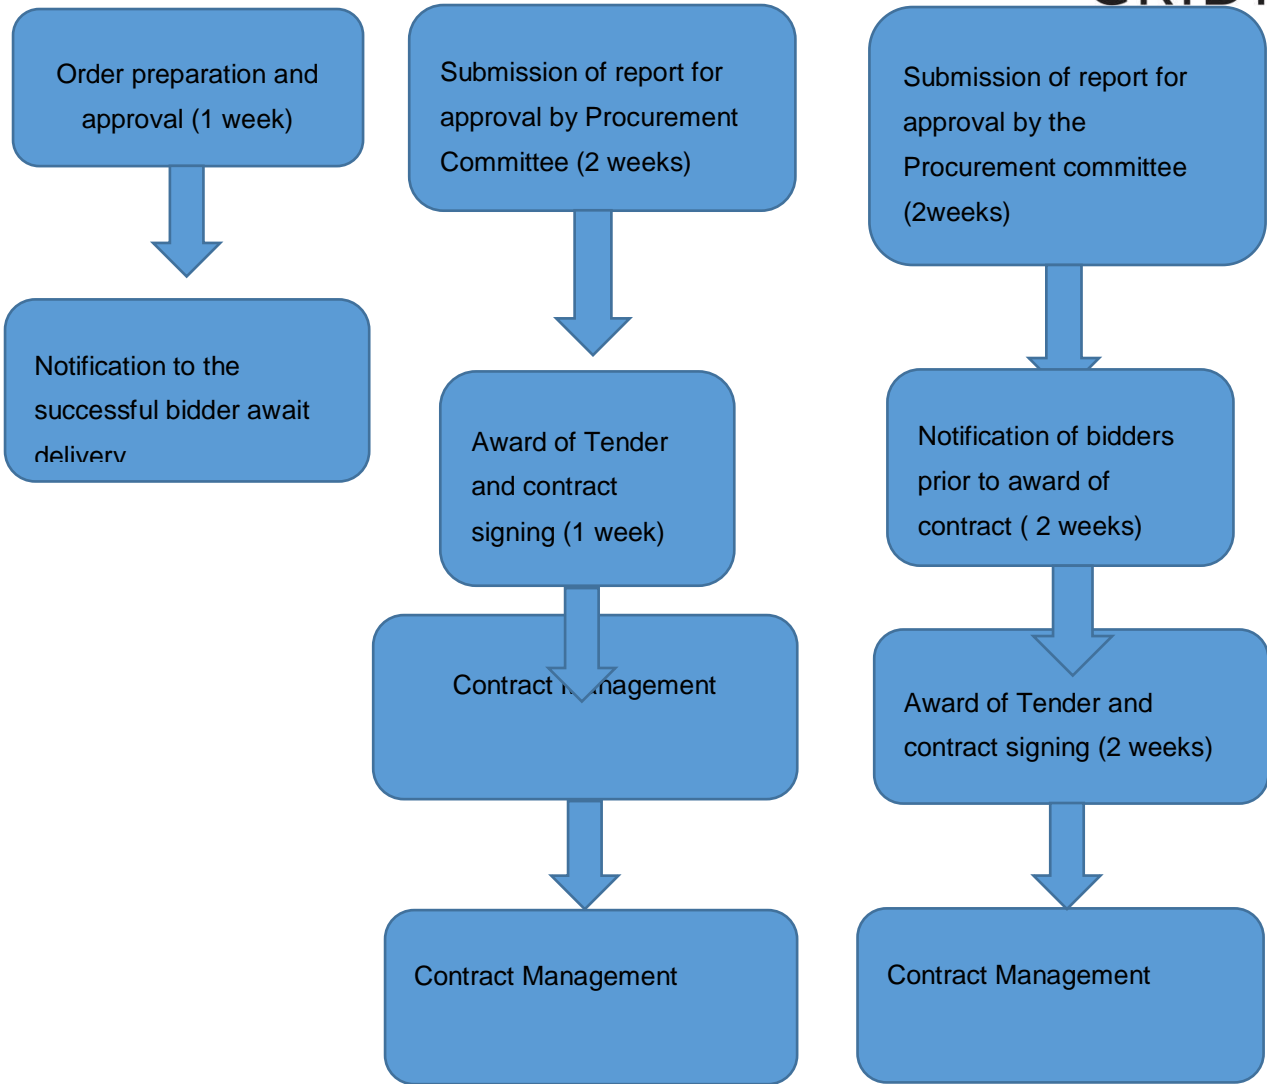 Order preparation and
approval (1 week)
Notification to the
successful bidder await
delivery
Submission of report for
approval by Procurement
Committee (2 weeks)
Award of Tender
and contract
signing (1 week)
Contract Management
Contract Management
Submission of report for
approval by the
Procurement committee
(2weeks)
Notification of bidders
prior to award of
contract ( 2 weeks)
Award of Tender and
contract signing (2 weeks)
Contract Management